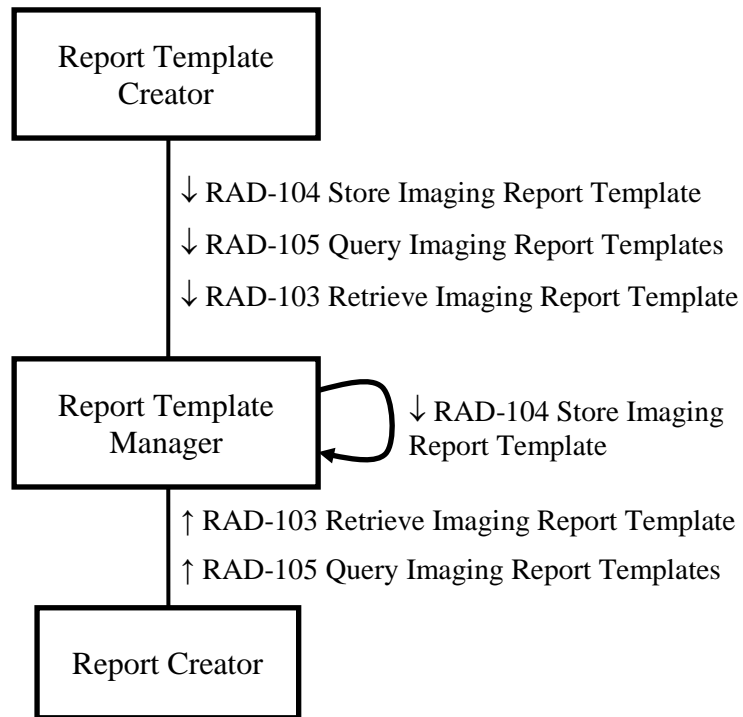 Report Template
Creator
↓ RAD-104 Store Imaging Report Template
↓ RAD-105 Query Imaging Report Templates
↓ RAD-103 Retrieve Imaging Report Template
Report Template
Manager
↓ RAD-104 Store Imaging
Report Template
↑ RAD-103 Retrieve Imaging Report Template
↑ RAD-105 Query Imaging Report Templates
Report Creator